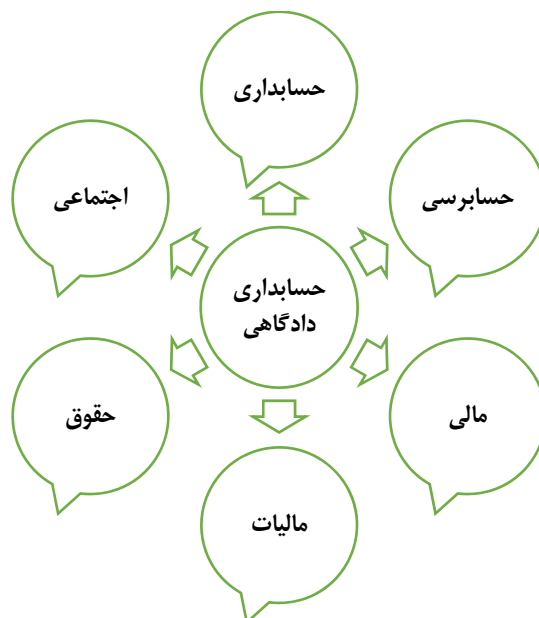 حسابداری
حسابرسی
اجتماعی
حسابداری
دادگاهی
مالی
حقوق
مالیات